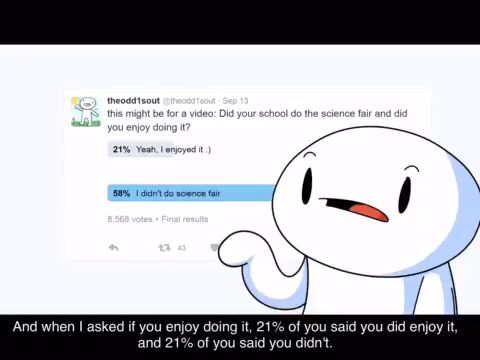 theodd1sout @theodd1sout · Sep 13
this might be for a video: Did your school do the science fair and did
you enjoy doing it?
21% Yeah, I enjoyed it :)
58% I didn't do science fair
8,568 votes • Final results
43
And when I asked if you enjoy doing it, 21% of you said you did enjoy it,
and 21% of you said you didn't.